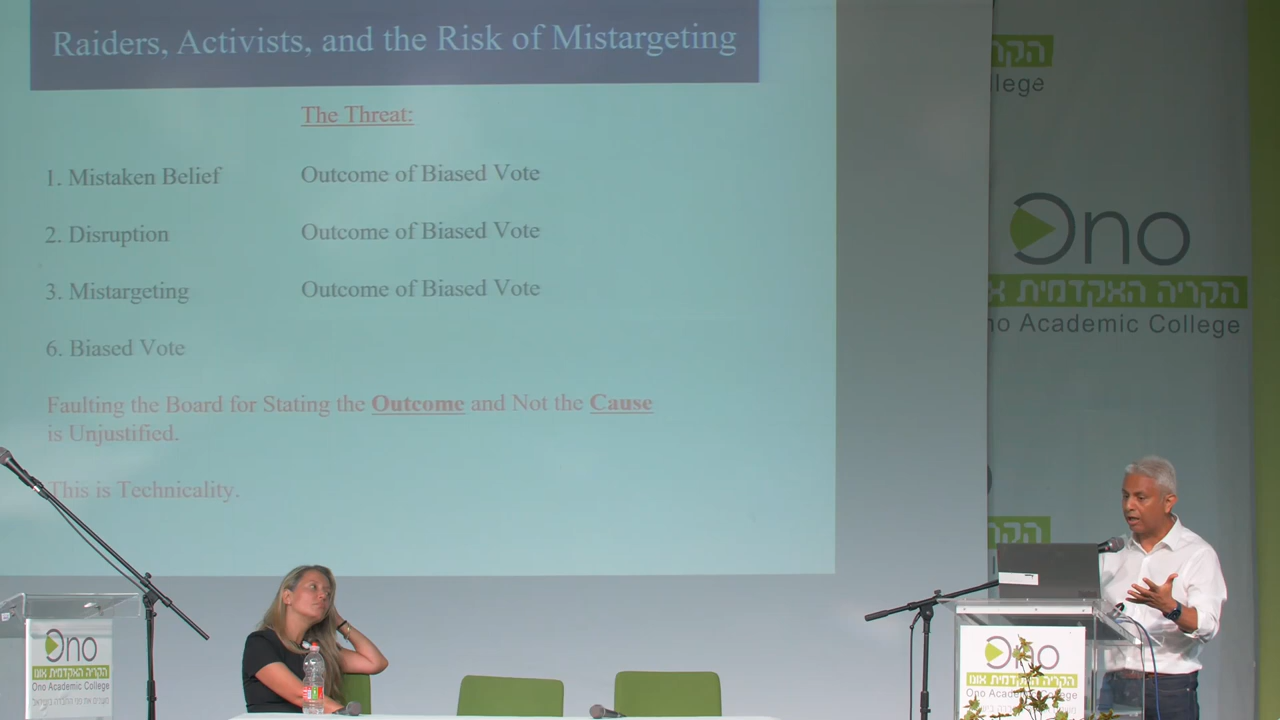 Raiders, Activists, and the Risk of Mistargeting
The Threat:
1. Mistaken Belief Outcome of Biased Vote
2. Disruption Outcome of Biased Vote
3. Mistargeting Outcome of Biased Vote
6. Biased Vote
Faulting the Board for Stating the Outcome and Not the Cause
is Unjustified.
This is Technicality.
הקרי
llege
Ono
הקריה האקדמית א
no Academic College
הקרי
Ono
הקריה האקדמית אונו
Ono Academic College
Ono
הקריה האקדמית אונו
Ono Academic College